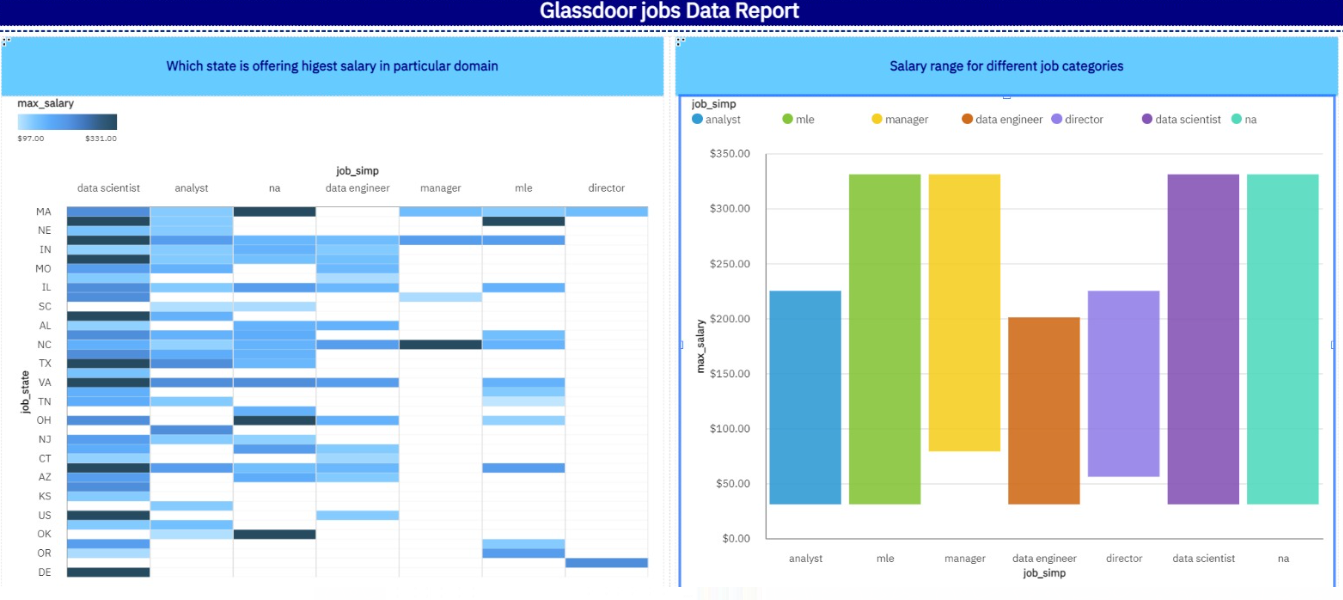 Glassdoor jobs Data Report
Which state is offering higest salary in particular domain
max_salary
$97.00 $331.00
job_simp
data scientist analyst na data engineer manager mle director
job_state
MA
NE
IN
MO
IL
SC
AL
NC
TX
VA
TN
OH
NJ
CT
AZ
KS
US
OK
OR
DE
Salary range for different job categories
job_simp
analyst mle manager data engineer director data scientist na
max_salary
$350.00
$300.00
$250.00
$200.00
$150.00
$100.00
$50.00
$0.00
analyst mle manager data engineer director data scientist na
job_simp